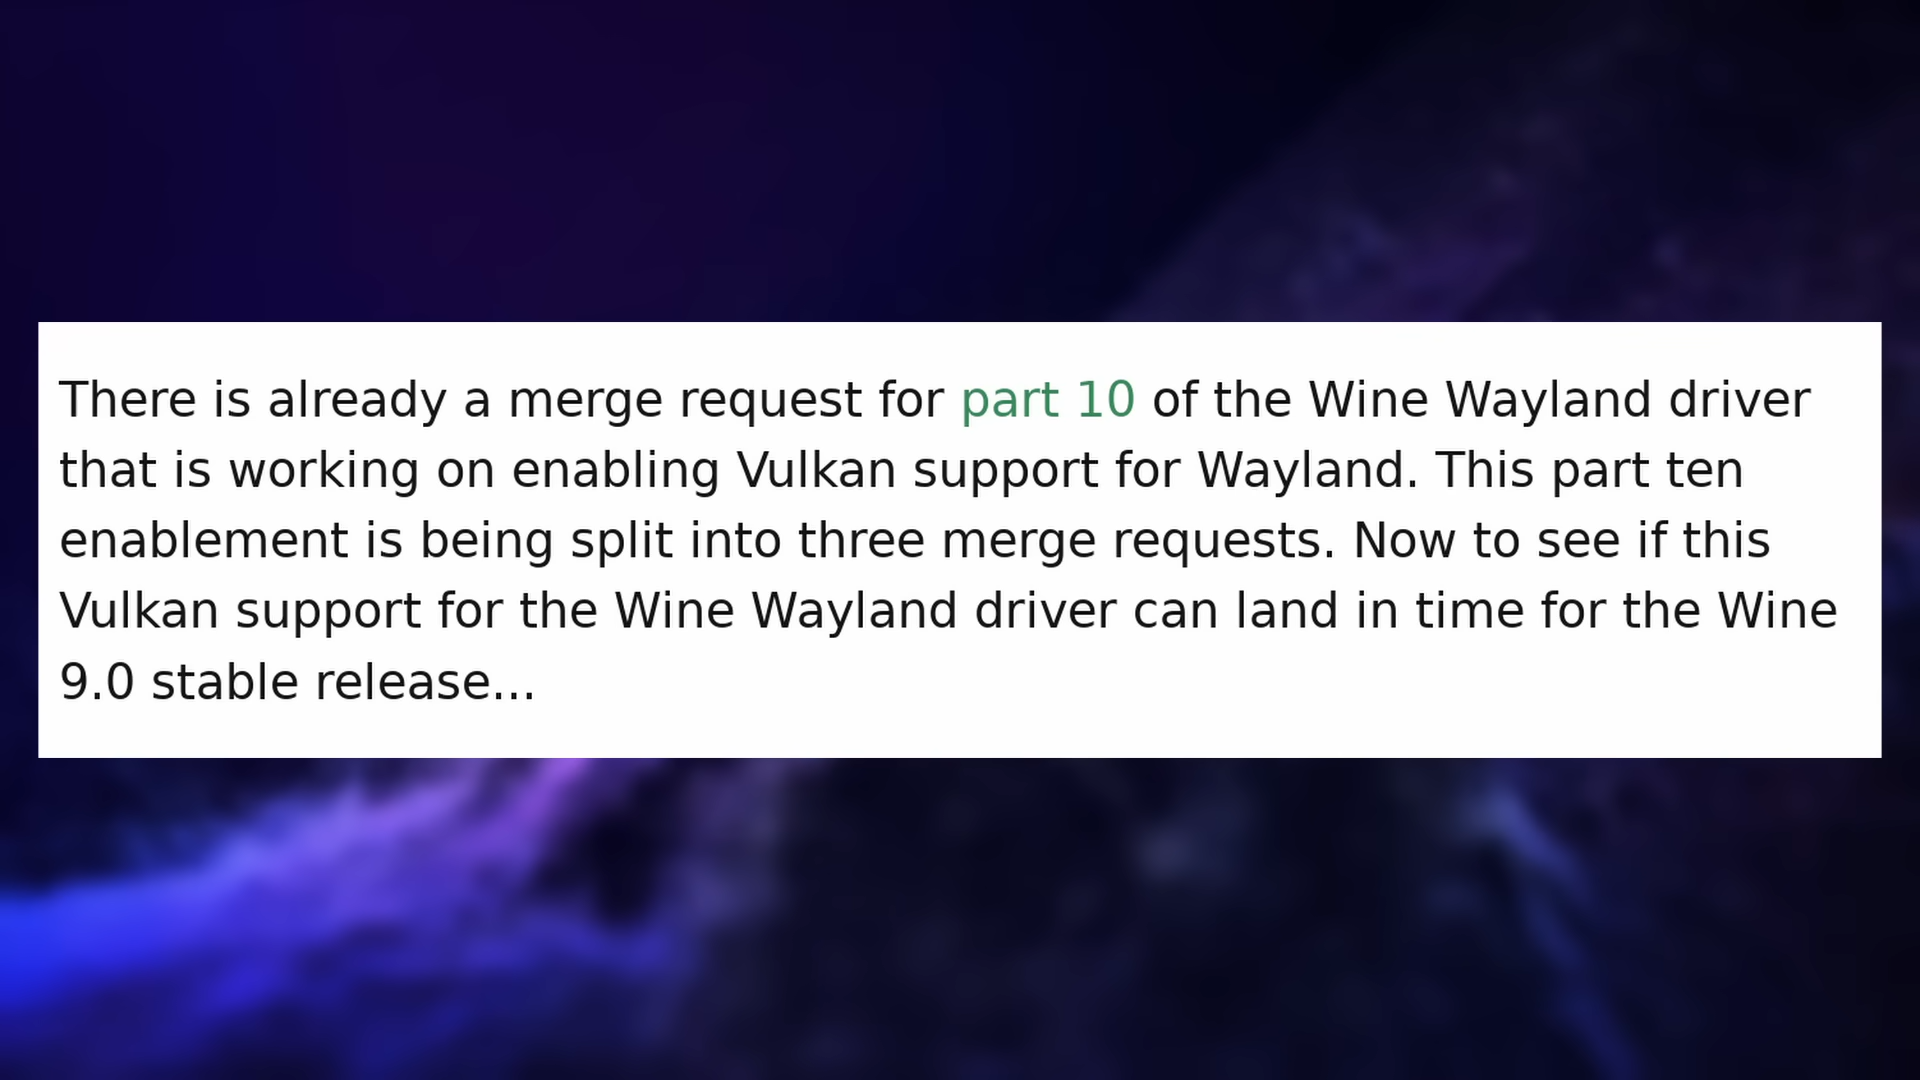 There is already a merge request for part 10 of the Wine Wayland driver
that is working on enabling Vulkan support for Wayland. This part ten
enablement is being split into three merge requests. Now to see if this
Vulkan support for the Wine Wayland driver can land in time for the Wine
9.0 stable release...